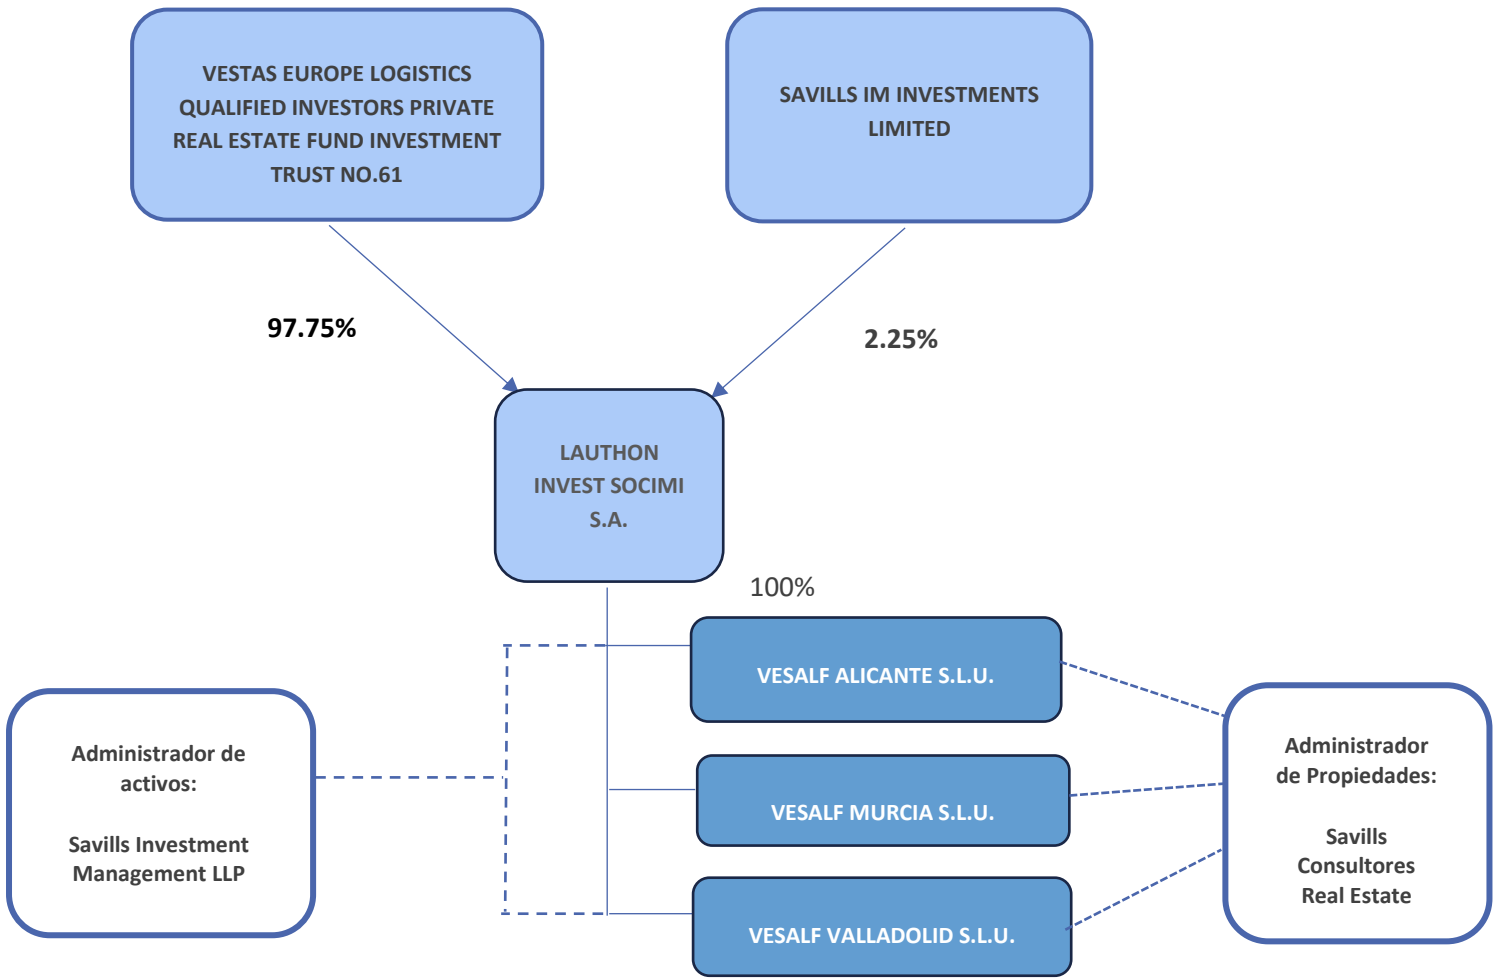 VESTAS EUROPE LOGISTICS
QUALIFIED INVESTORS PRIVATE
REAL ESTATE FUND INVESTMENT
TRUST NO.61
SAVILLS IM INVESTMENTS
LIMITED
97.75%
2.25%
LAUTHON
INVEST SOCIMI
S.A.
100%
VESALF ALICANTE S.L.U.
Administrador de
activos:
Savills Investment
Management LLP
VESALF MURCIA S.L.U.
VESALF VALLADOLID S.L.U.
Administrador
de Propiedades:
Savills
Consultores
Real Estate